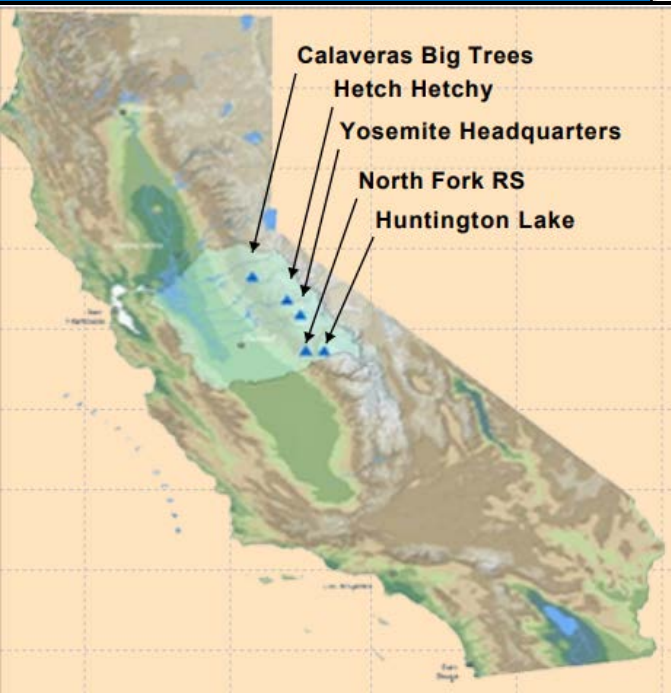 Calaveras Big Trees
Hetch Hetchy
Yosemite Headquarters
North Fork RS
Huntington Lake